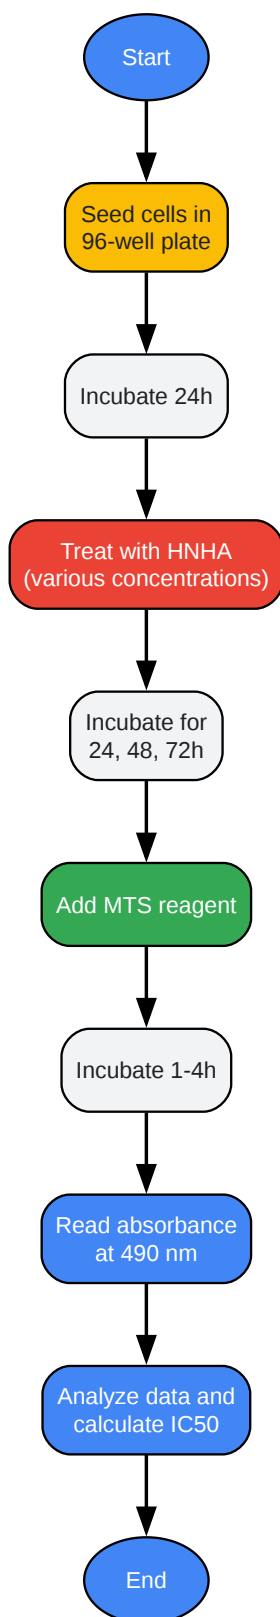 Start
Seed cells in
96-well plate
Incubate 24h
Treat with HNHA
(various concentrations)
Incubate for
24, 48, 72h
Add MTS reagent
Incubate 1-4h
Read absorbance
at 490 nm
Analyze data and
calculate IC50
End